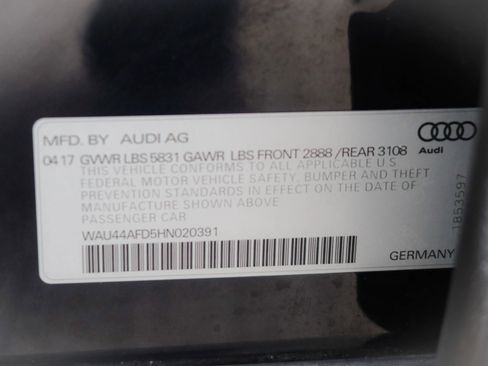 MFD. BY AUDI AG
Audi
04 17 GVWR LBS 5831 GAWR LBS FRONT 2888 / REAR 3108
THIS VEHICLE CONFORMS TO ALL APPLICABLE U.S
FEDERAL MOTOR VEHICLE SAFETY, BUMPER AND THEFT
PREVENTION STANDARDS IN EFFECT ON THE DATE OF
MANUFACTURE SHOWN ABOVE
PASSENGER CAR
WAU44AFD5HN020391
GERMANY
1853597